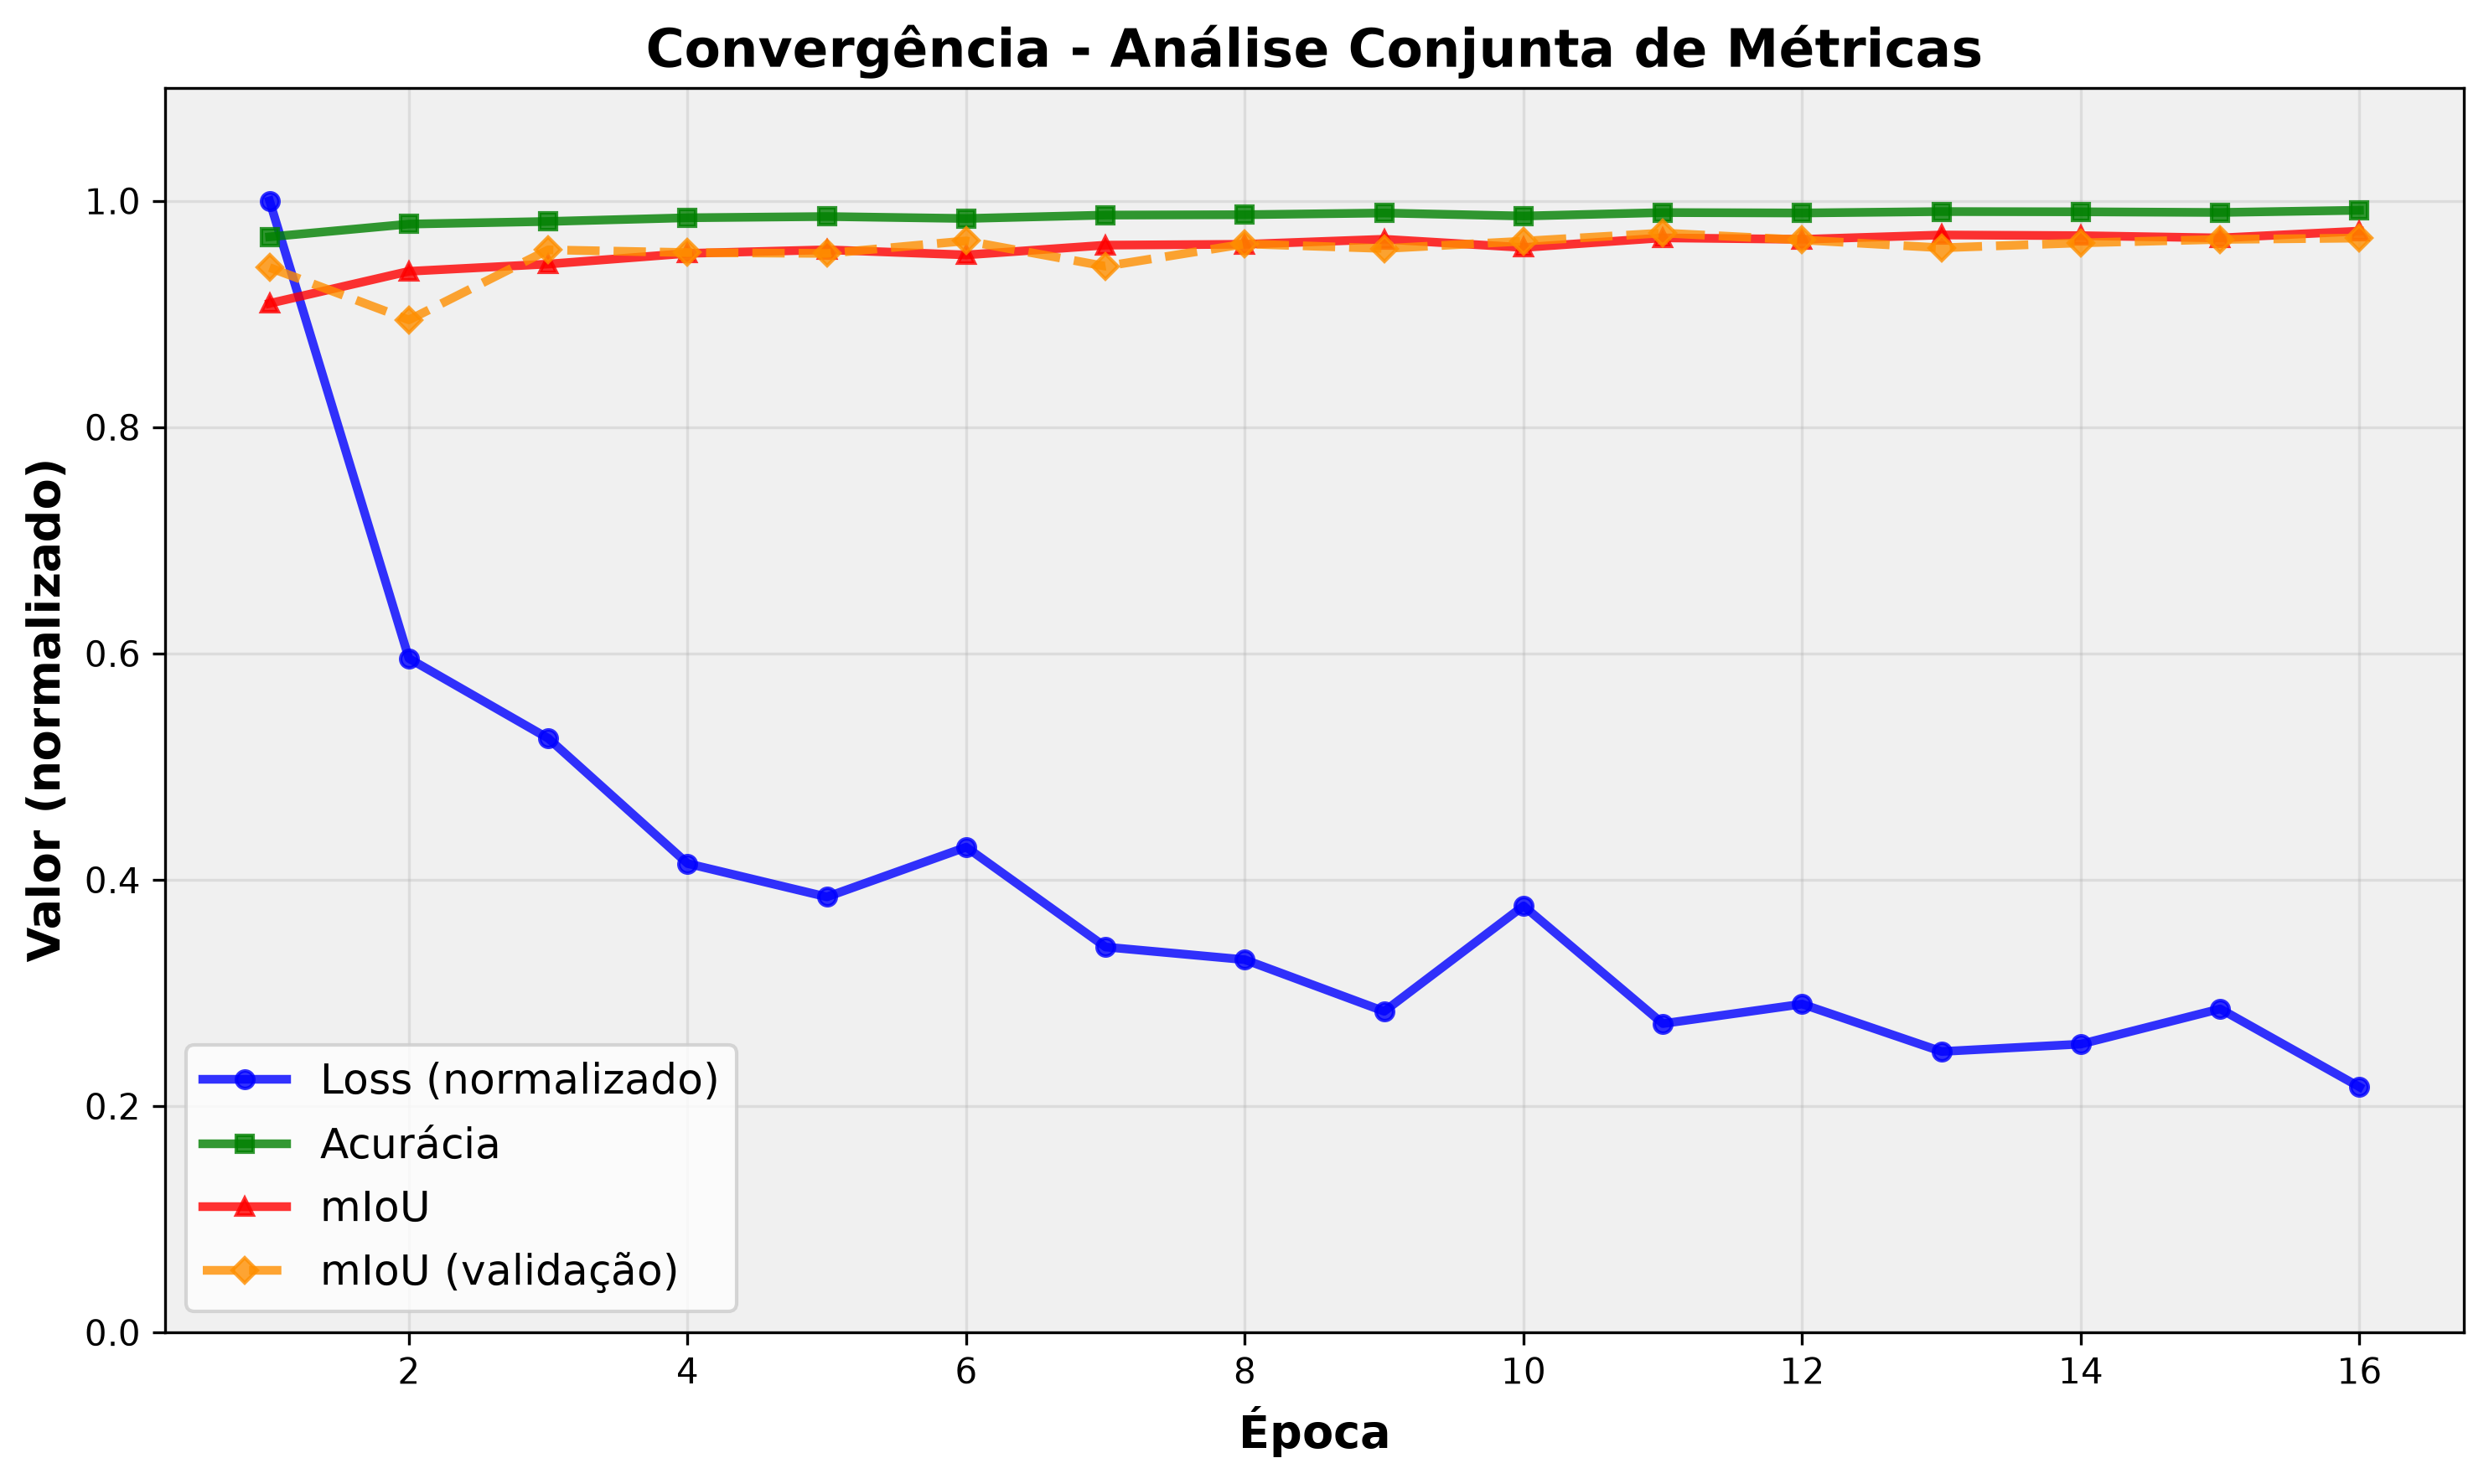 Convergência - Análise Conjunta de Métricas
Valor (normalizado)
1.0
0.8
0.6
0.4
0.2
0.0
Loss (normalizado)
Acurácia
mIoU
mIoU (validação)
2 4 6 8 10 12 14 16
Época